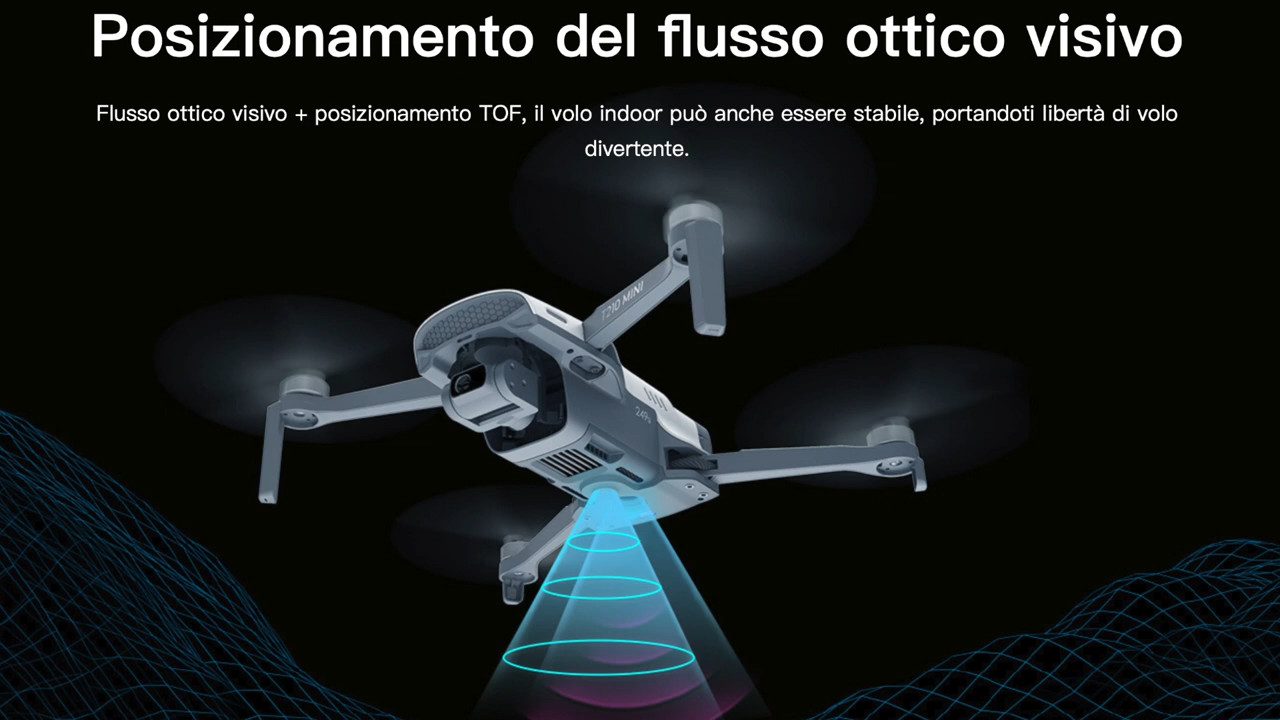 Posizionamento del flusso ottico visivo
Flusso ottico visivo + posizionamento TOF, il volo indoor può anche essere stabile, portandoti libertà di volo
divertente.
MINI
249g